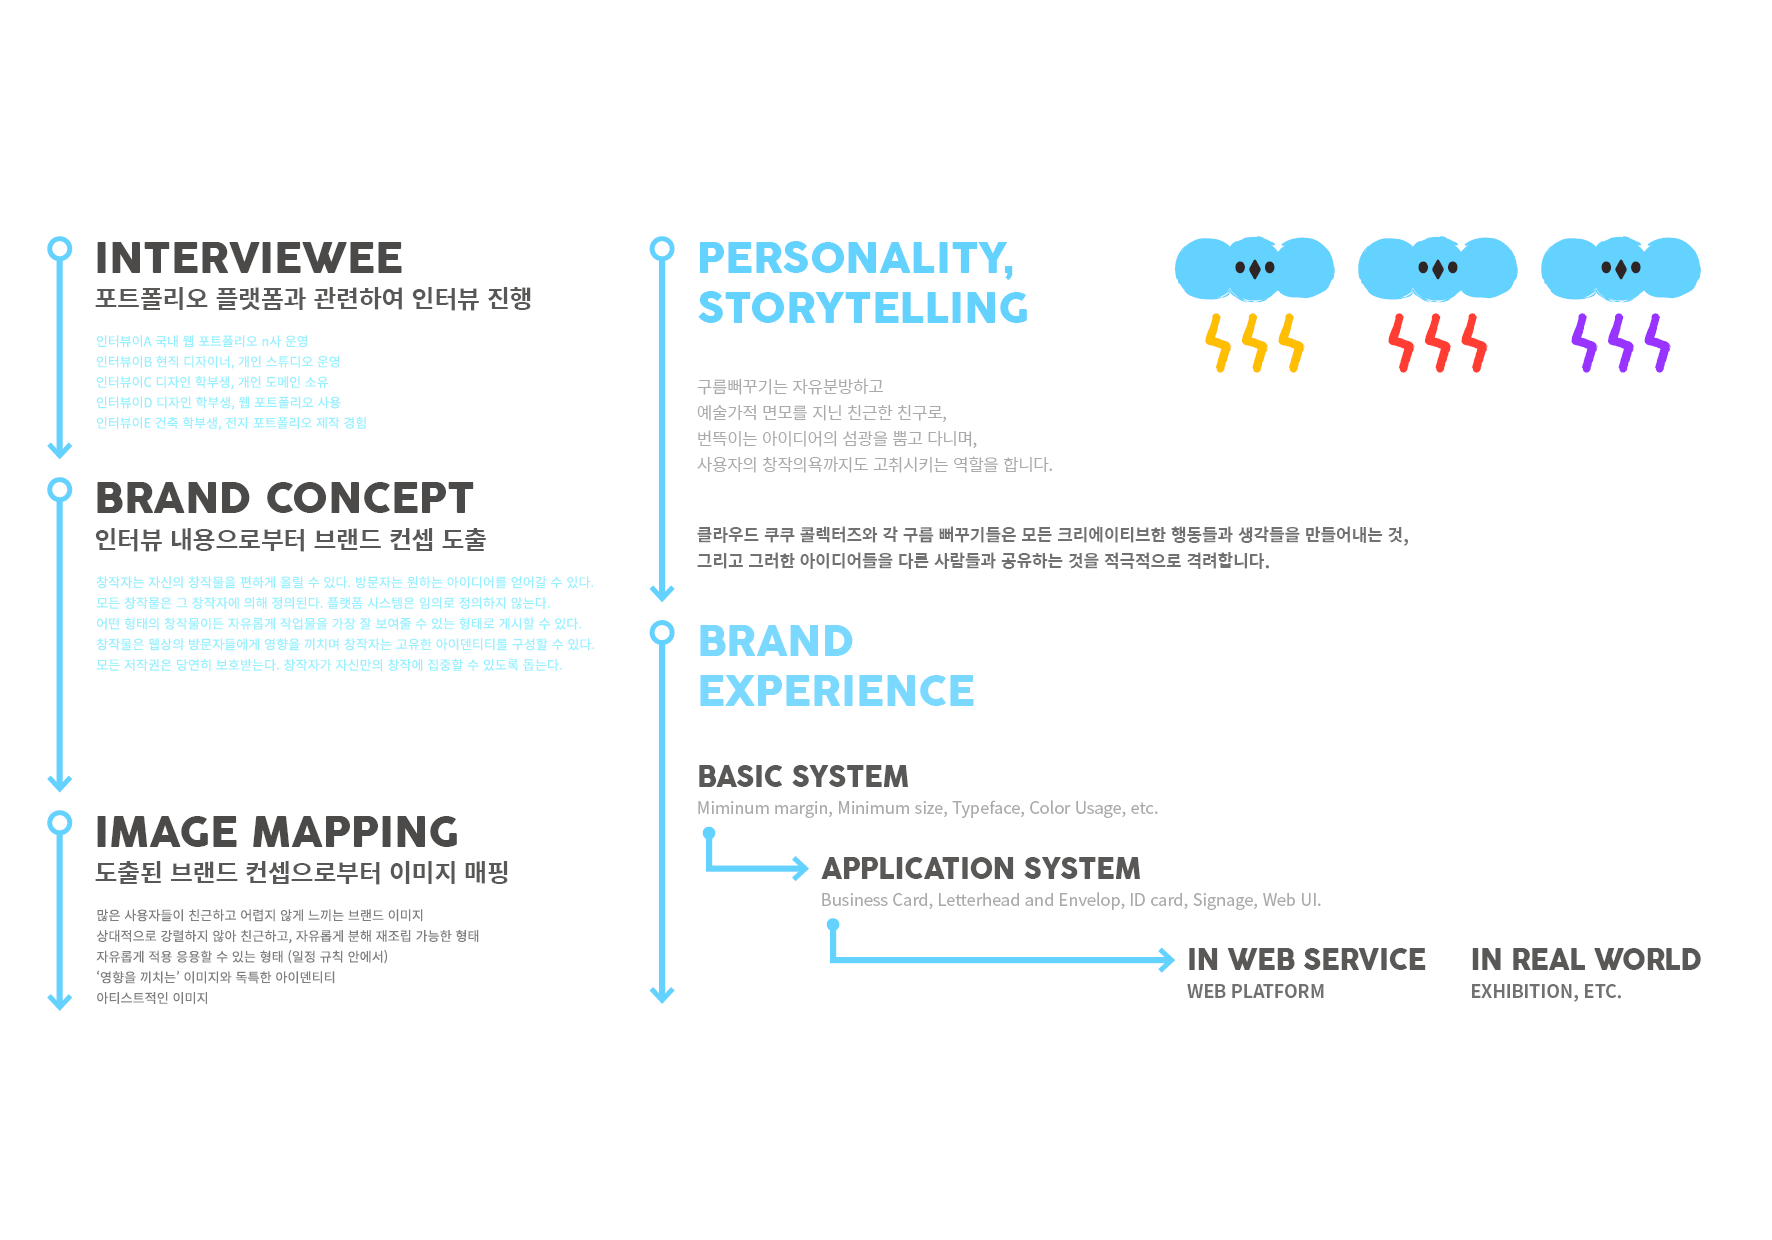 INTERVIEWEE
포트폴리오 플랫폼과 관련하여 인터뷰 진행
인터뷰이A 국내 웹 포트폴리오 n사 운영
인터뷰이B 현직 디자이너, 개인 스튜디오 운영
인터뷰이C 디자인 학부생, 개인 도메인 소유
인터뷰이D 디자인 학부생, 웹 포트폴리오 사용
인터뷰이E 건축 학부생, 전자 포트폴리오 제작 경험
BRAND CONCEPT
인터뷰 내용으로부터 브랜드 컨셉 도출
창작자는 자신의 창작물을 편하게 올릴 수 있다. 방문자는 원하는 아이디어를 얻어갈 수 있다.
모든 창작물은 그 창작자에 의해 정의된다. 플랫폼 시스템은 임의로 정의하지 않는다.
어떤 형태의 창작물이든 자유롭게 작업물을 가장 잘 보여줄 수 있는 형태로 게시할 수 있다.
창작물은 웹상의 방문자들에게 영향을 끼치며 창작자는 고유한 아이덴티티를 구성할 수 있다.
모든 저작권은 당연히 보호받는다. 창작자가 자신만의 창작에 집중할 수 있도록 돕는다.
IMAGE MAPPING
도출된 브랜드 컨셉으로부터 이미지 매핑
많은 사용자들이 친근하고 어렵지 않게 느끼는 브랜드 이미지
상대적으로 강렬하지 않아 친근하고, 자유롭게 분해 재조립 가능한 형태
자유롭게 적용 응용할 수 있는 형태 (일정 규칙 안에서)
‘영향을 끼치는’ 이미지와 독특한 아이덴티티
아티스트적인 이미지
PERSONALITY,
STORYTELLING
구름뻐꾸기는 자유분방하고
예술가적 면모를 지닌 친근한 친구로,
번뜩이는 아이디어의 섬광을 뿜고 다니며,
사용자의 창작의욕까지도 고취시키는 역할을 합니다.
클라우드 쿠쿠 콜렉터즈와 각 구름 뻐꾸기들은 모든 크리에이티브한 행동들과 생각들을 만들어내는 것,
그리고 그러한 아이디어들을 다른 사람들과 공유하는 것을 적극적으로 격려합니다.
BRAND
EXPERIENCE
BASIC SYSTEM
Miminum margin, Minimum size, Typeface, Color Usage, etc.
APPLICATION SYSTEM
Business Card, Letterhead and Envelop, ID card, Signage, Web UI.
IN WEB SERVICE
WEB PLATFORM
IN REAL WORLD
EXHIBITION, ETC.